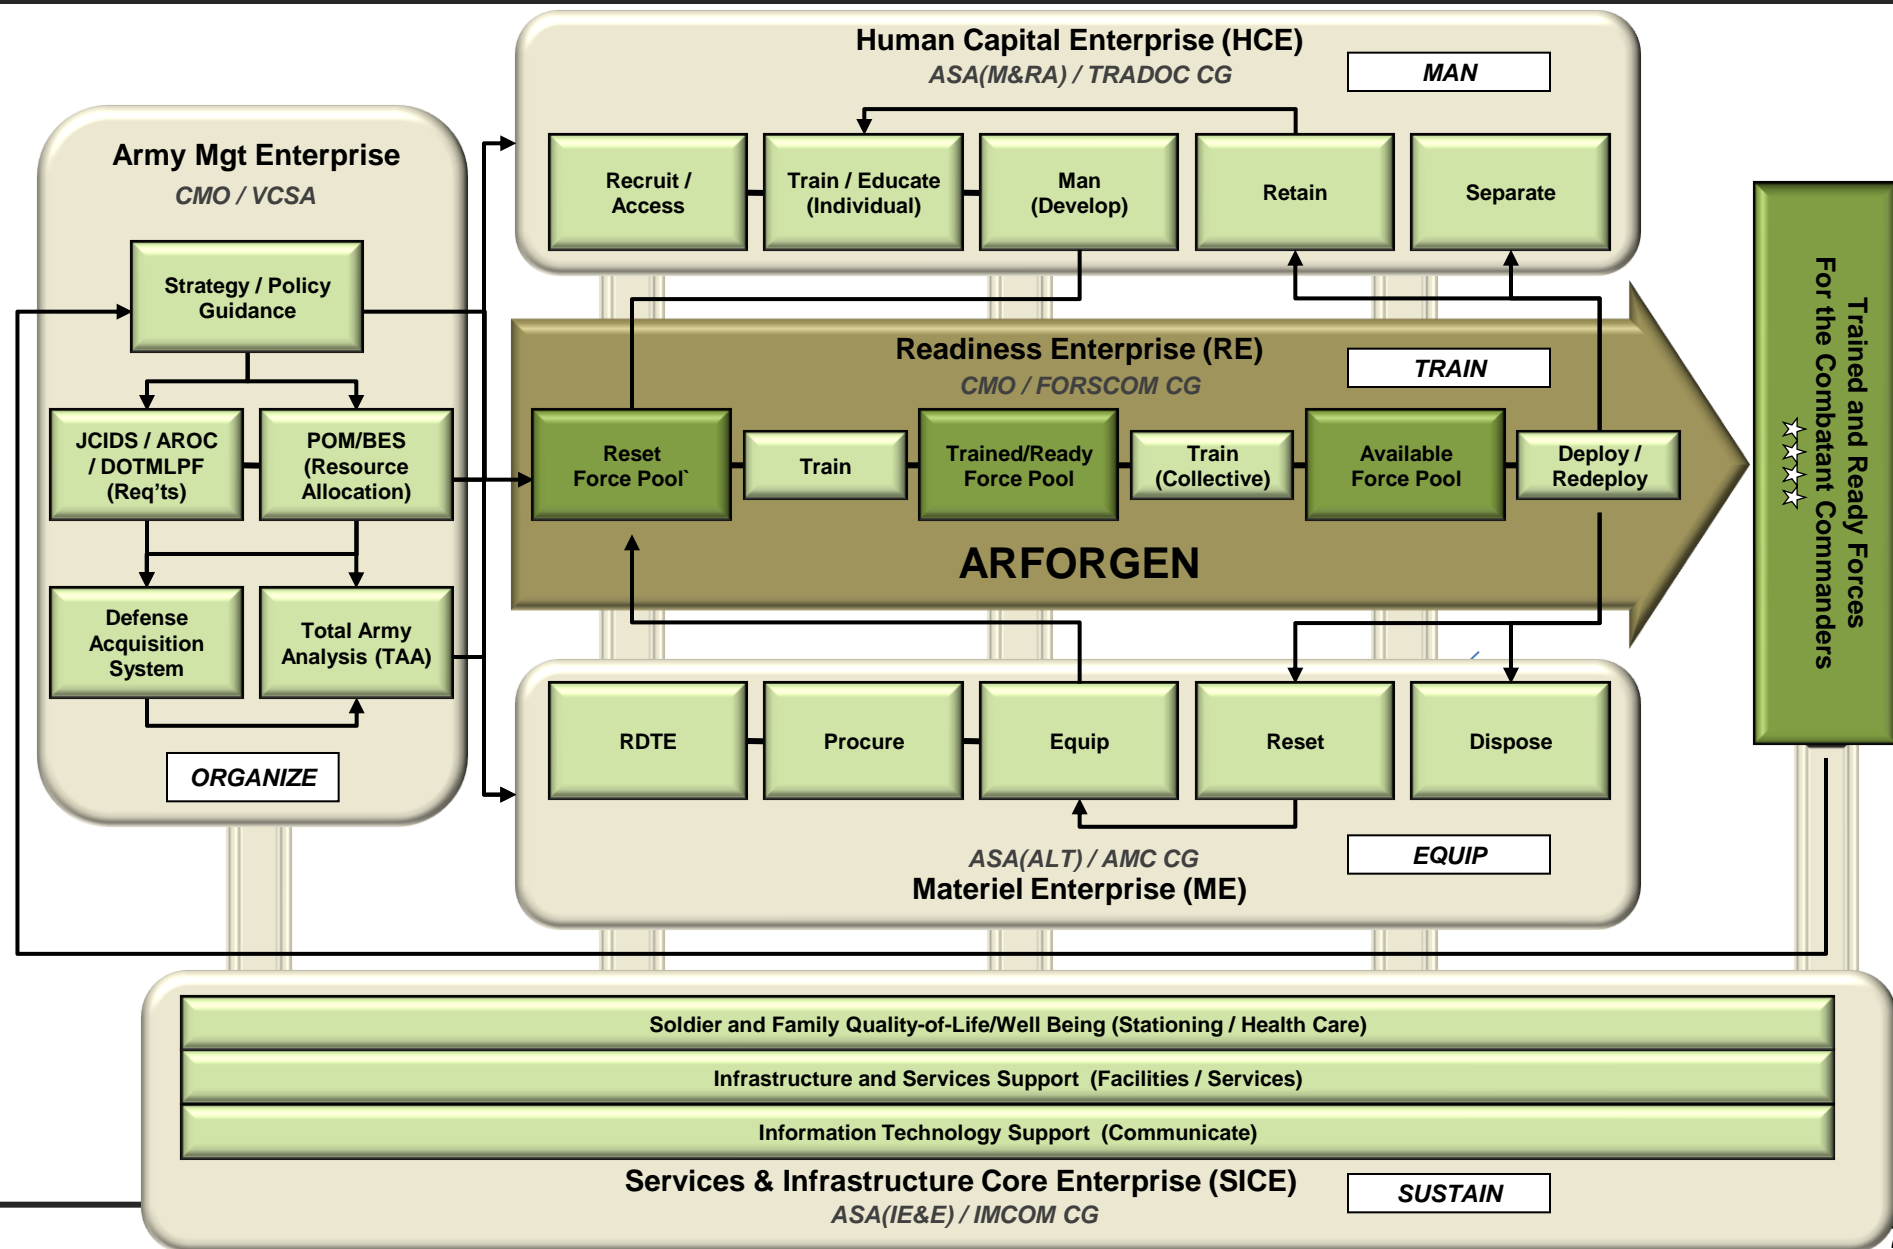 Human Capital Enterprise (HCE)
ASA(M&RA) / TRADOC CG
MAN
Recruit /
Access
Train / Educate
(Individual)
Man
(Develop)
Retain
Separate
Army Mgt Enterprise
CMO / VCSA
Strategy / Policy
Guidance
JCIDS / AROC
/ DOTMLPF
(Req'ts)
POM/BES
(Resource
Allocation)
Defense
Acquisition
System
Total Army
Analysis (TAA)
ORGANIZE
Readiness Enterprise (RE)
CMO / FORSCOM CG
TRAIN
Reset
Force Pool`
Train
Trained/Ready
Force Pool
Train
(Collective)
Available
Force Pool
Deploy /
Redeploy
ARFORGEN
Trained and Ready Forces
For the Combatant Commanders
RDTE
Procure
Equip
Reset
Dispose
ASA(ALT) / AMC CG
EQUIP
Materiel Enterprise (ME)
Soldier and Family Quality-of-Life/Well Being (Stationing / Health Care)
Infrastructure and Services Support (Facilities / Services)
Information Technology Support (Communicate)
Services & Infrastructure Core Enterprise (SICE)
ASA(IE&E) / IMCOM CG
SUSTAIN